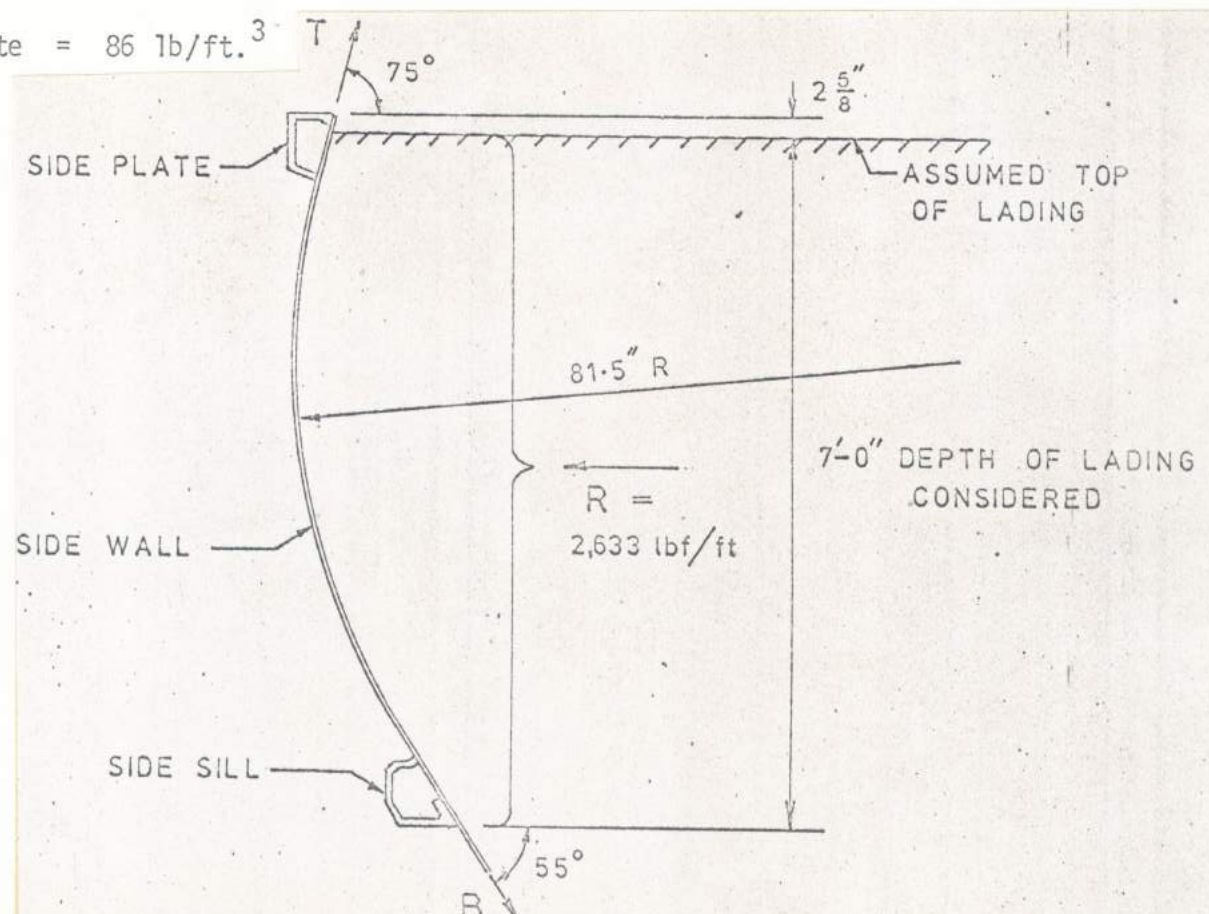 te = 86 lb/ft.³
T
75°
2 5/8"
SIDE PLATE
ASSUMED TOP
OF LADING
81.5" R
7'-0" DEPTH OF LADING
CONSIDERED
R =
2,633 lbf/ft
SIDE WALL
SIDE SILL
55°